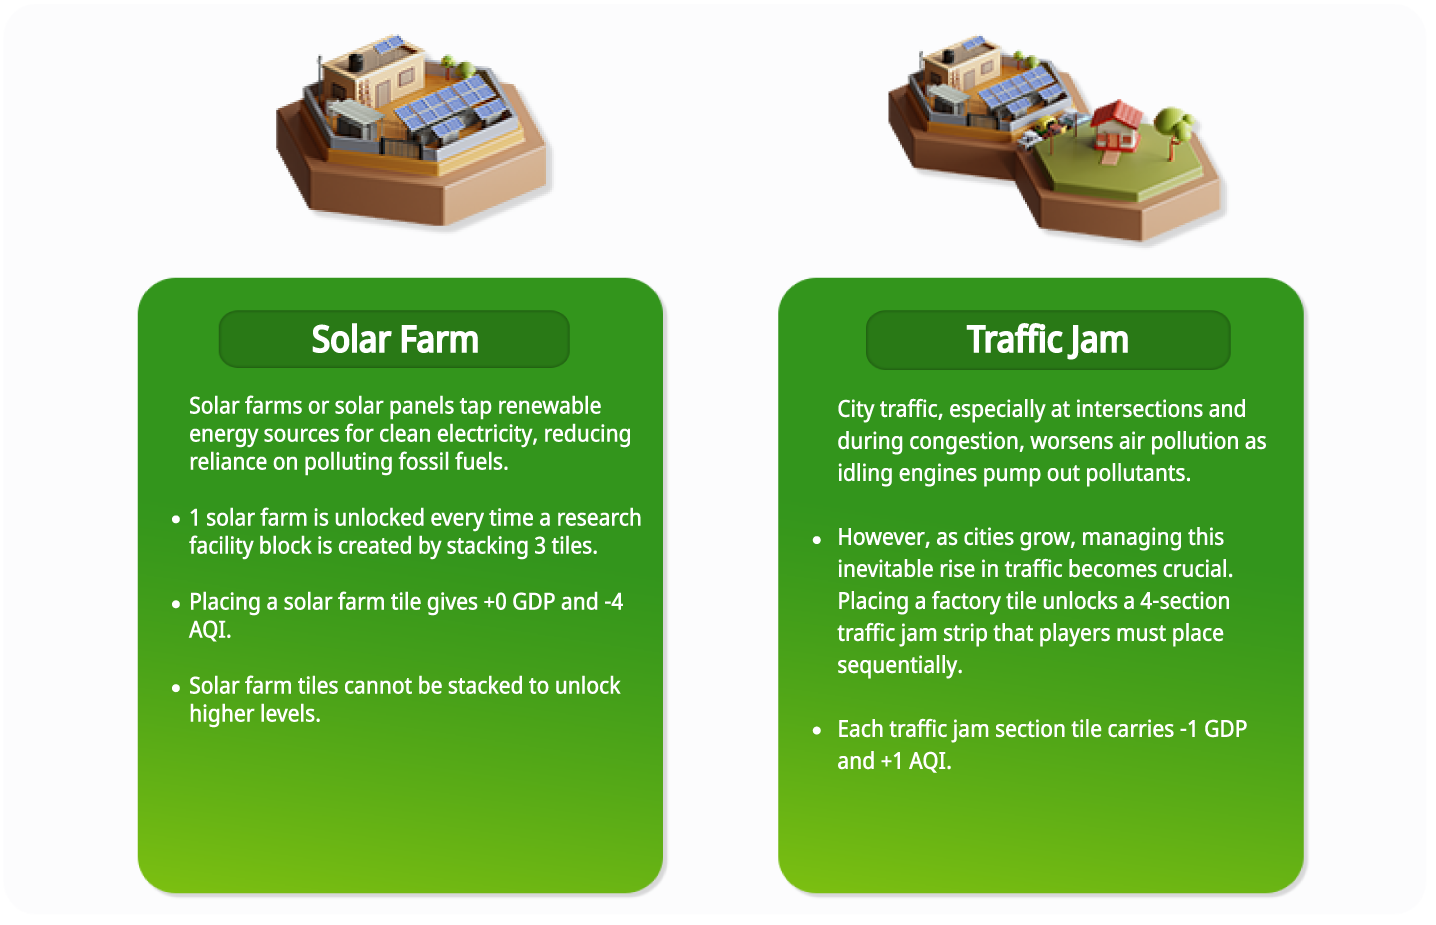 Solar Farm
Solar farms or solar panels tap renewable
energy sources for clean electricity, reducing
reliance on polluting fossil fuels.
• 1 solar farm is unlocked every time a research
facility block is created by stacking 3 tiles.
• Placing a solar farm tile gives +0 GDP and -4
AQI.
• Solar farm tiles cannot be stacked to unlock
higher levels.
Traffic Jam
City traffic, especially at intersections and
during congestion, worsens air pollution as
idling engines pump out pollutants.
• However, as cities grow, managing this
inevitable rise in traffic becomes crucial.
Placing a factory tile unlocks a 4-section
traffic jam strip that players must place
sequentially.
• Each traffic jam section tile carries -1 GDP
and +1 AQI.